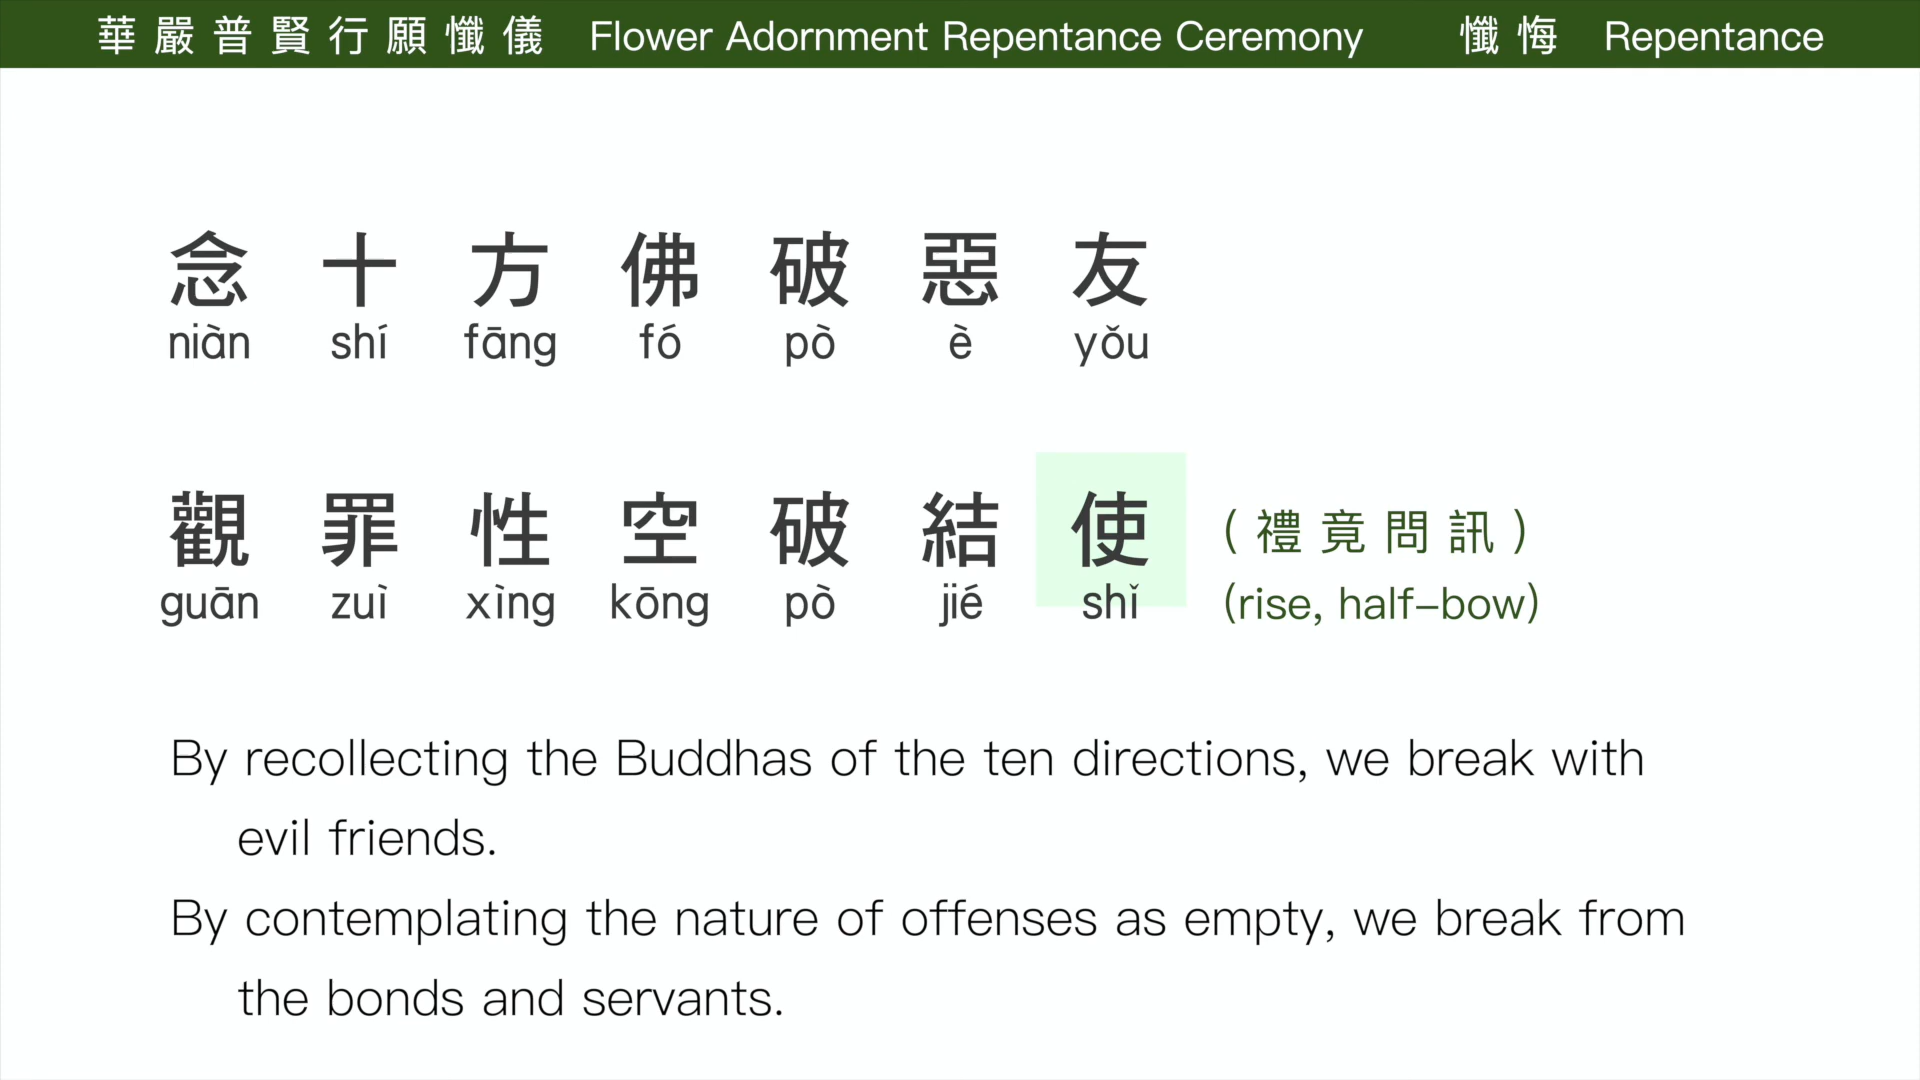 華嚴普賢行願懺儀 Flower Adornment Repentance Ceremony 懺悔 Repentance
念十方佛破惡友
niàn shí fāng fó pò è yǒu
觀罪性空破結使 (禮竟問訊)
guān zuì xìng kōng pò jié shǐ (rise, half-bow)
By recollecting the Buddhas of the ten directions, we break with
evil friends.
By contemplating the nature of offenses as empty, we break from
the bonds and servants.